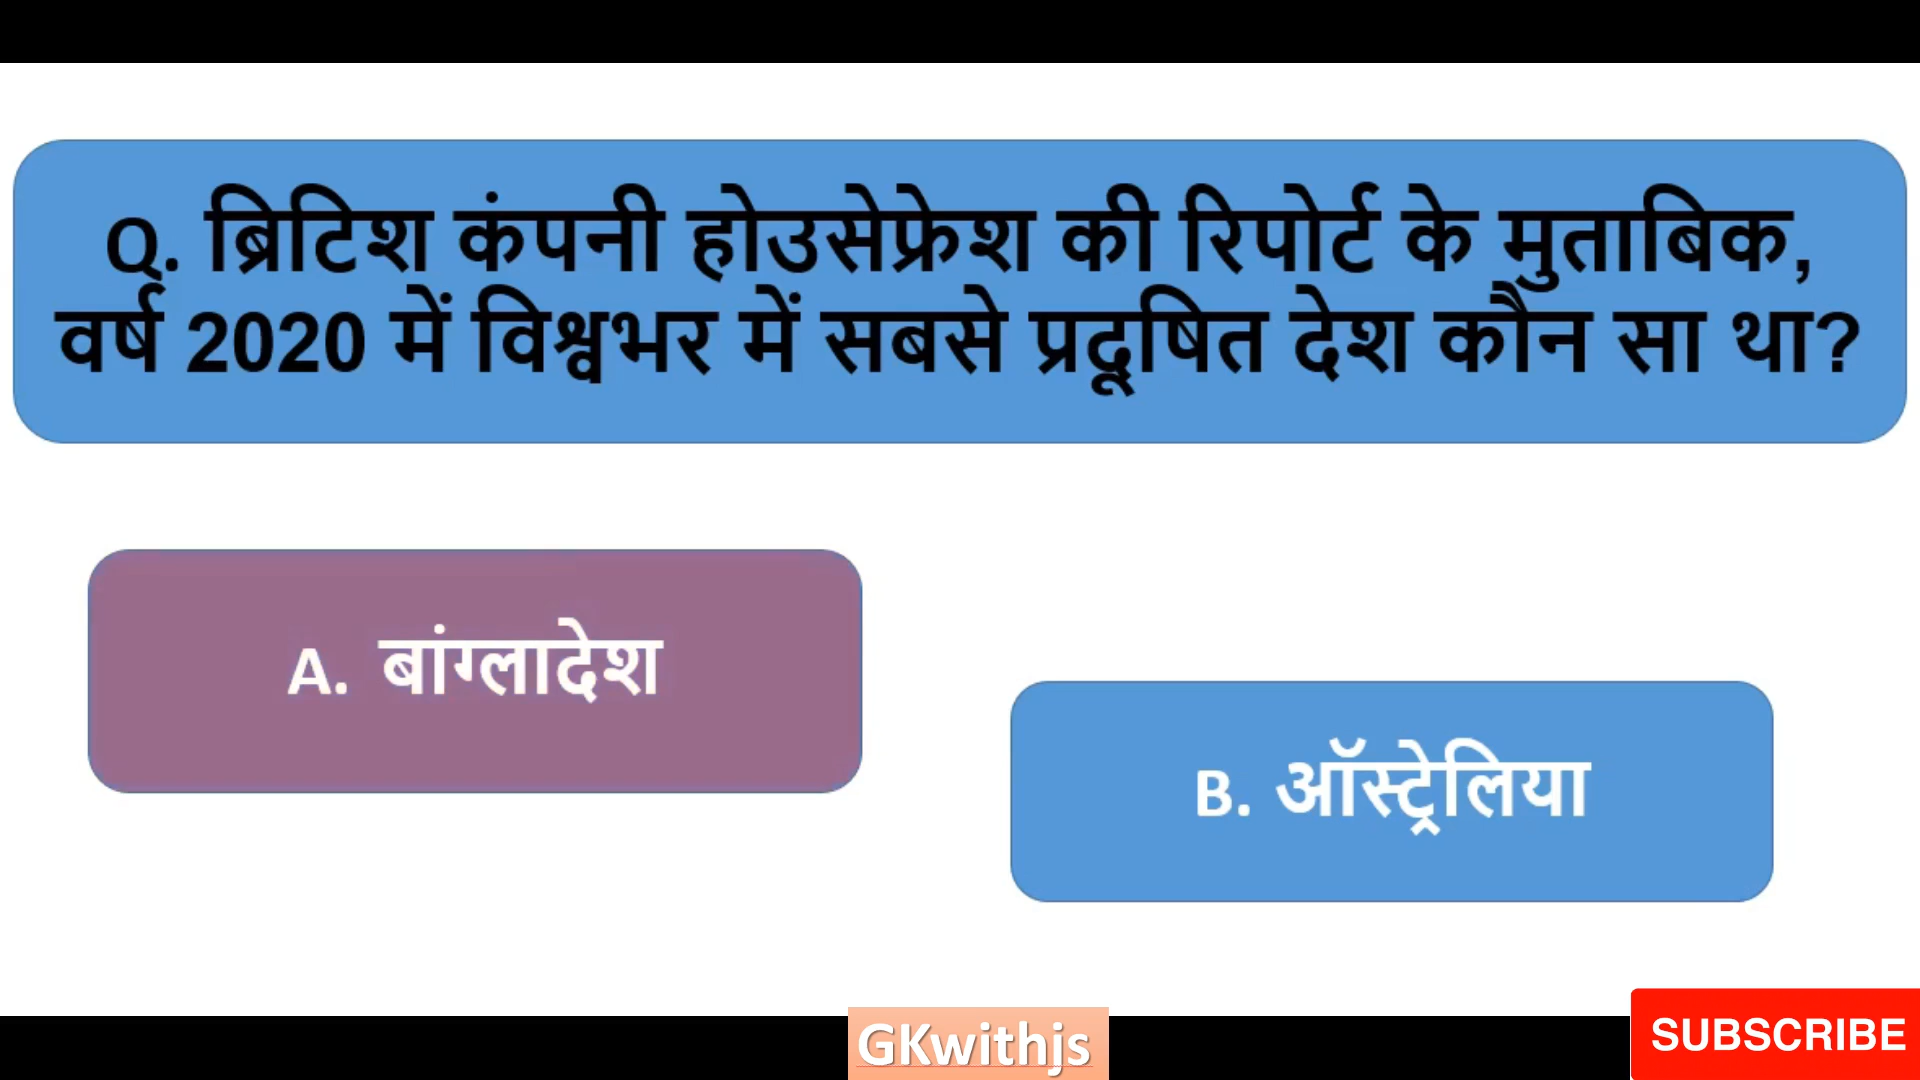 Q. ब्रिटिश कंपनी होउसेफ्रेश की रिपोर्ट के मुताबिक,
वर्ष 2020 में विश्वभर में सबसे प्रदूषित देश कौन सा था?
A. बांग्लादेश
B. ऑस्ट्रेलिया
GKwithjs
SUBSCRIBE